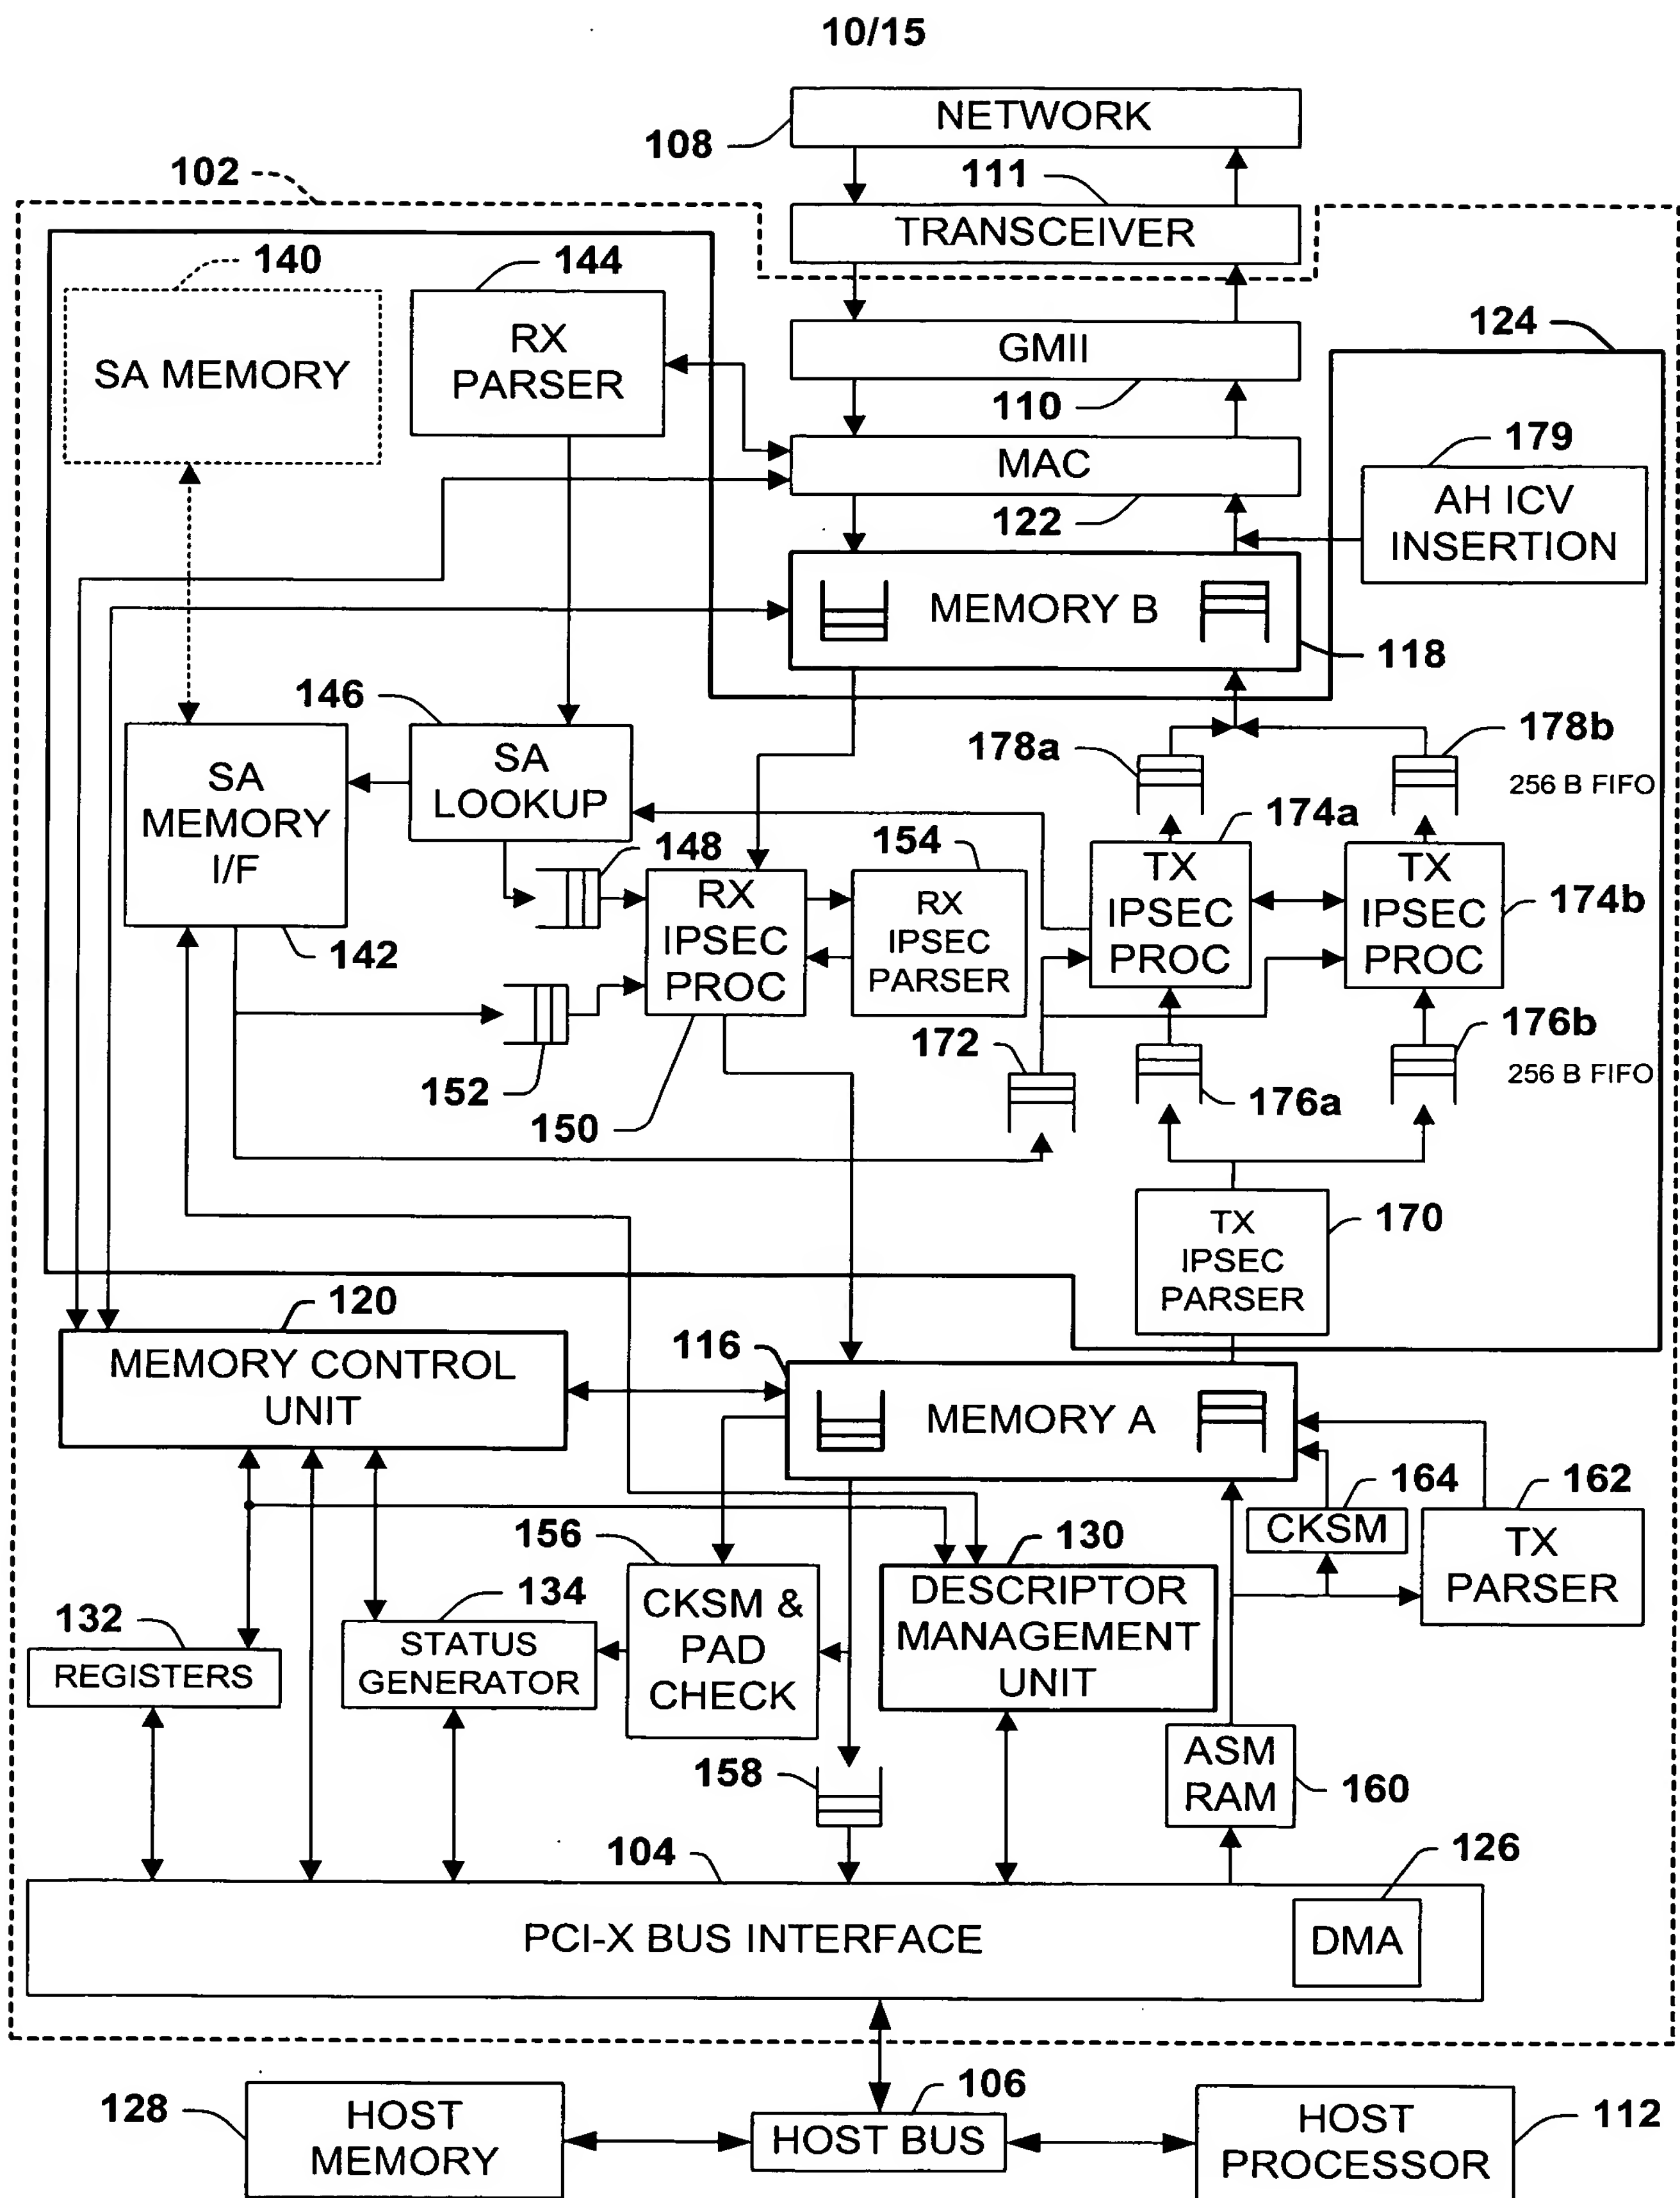 10/15
NETWORK
108
102
111
TRANSCEIVER
140
144
SA MEMORY
RX
PARSER
GMII
124
110
MAC
179
122
AH ICV
INSERTION
MEMORY B
118
146
SA
MEMORY
I/F
SA
LOOKUP
178a
178b
256 B FIFO
174a
148
154
RX
IPSEC
PROC
RX
IPSEC
PARSER
TX
IPSEC
PROC
TX
IPSEC
PROC
174b
142
152
150
172
176a
176b
256 B FIFO
TX
IPSEC
PARSER
170
120
MEMORY CONTROL
UNIT
116
MEMORY A
164
162
CKSM
TX
PARSER
156
130
CKSM &
PAD
CHECK
DESCRIPTOR
MANAGEMENT
UNIT
132
134
REGISTERS
STATUS
GENERATOR
158
ASM
RAM
160
104
126
PCI-X BUS INTERFACE
DMA
106
128
HOST
MEMORY
HOST BUS
HOST
PROCESSOR
112